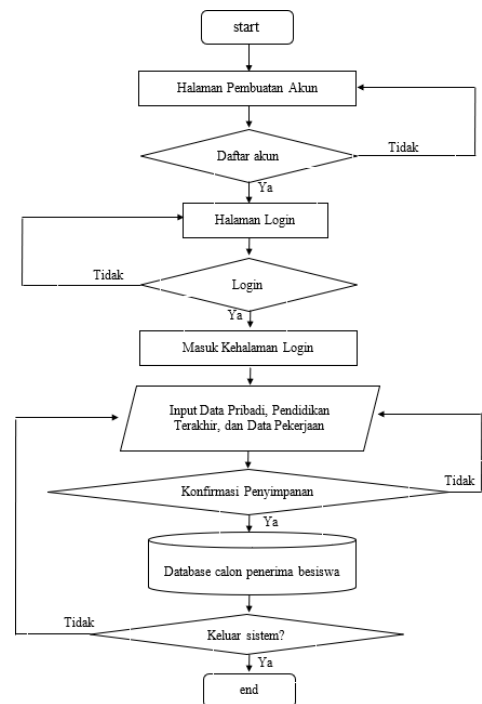 start
Halaman Pembuatan Akun
Daftar akun
Tidak
Ya
Halaman Login
Tidak
Login
Ya
Masuk Kehalaman Login
Input Data Pribadi, Pendidikan
Terakhir, dan Data Pekerjaan
Tidak
Konfirmasi Penyimpanan
Ya
Database calon penerima besiswa
Tidak
Keluar sistem?
Ya
end